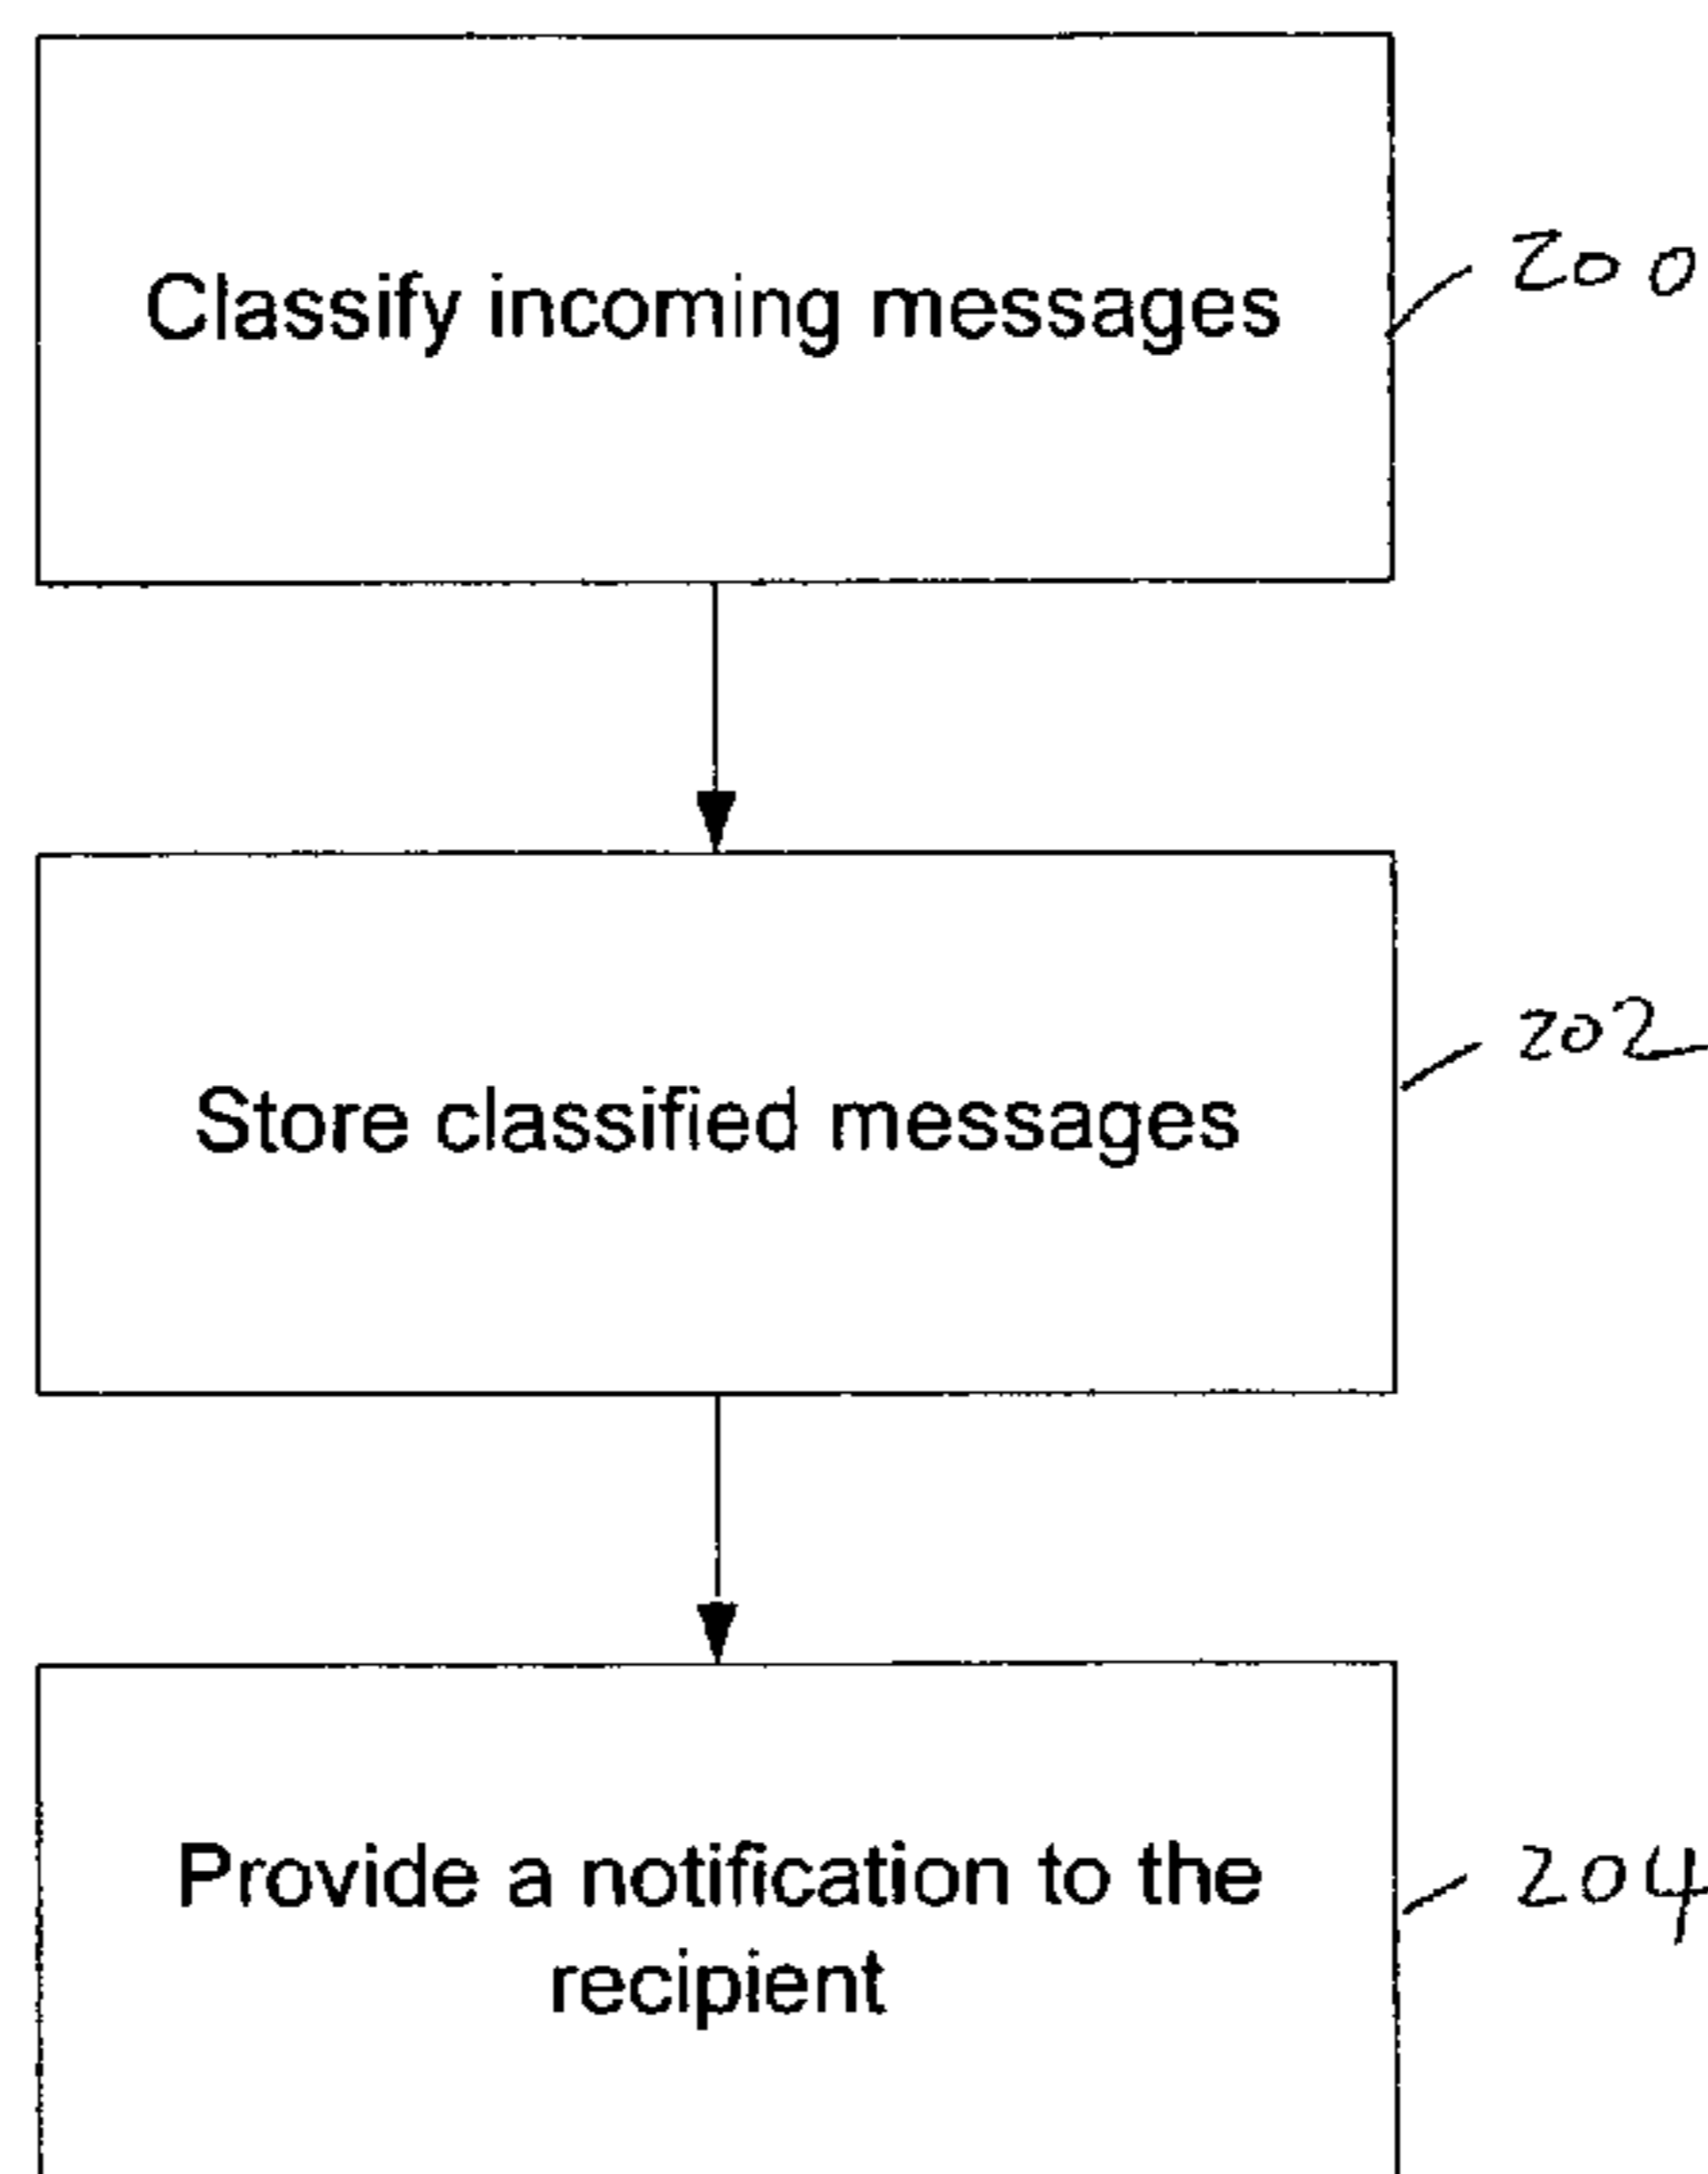 Classify incoming messages
200
Store classified messages
202
Provide a notification to the
recipient
204